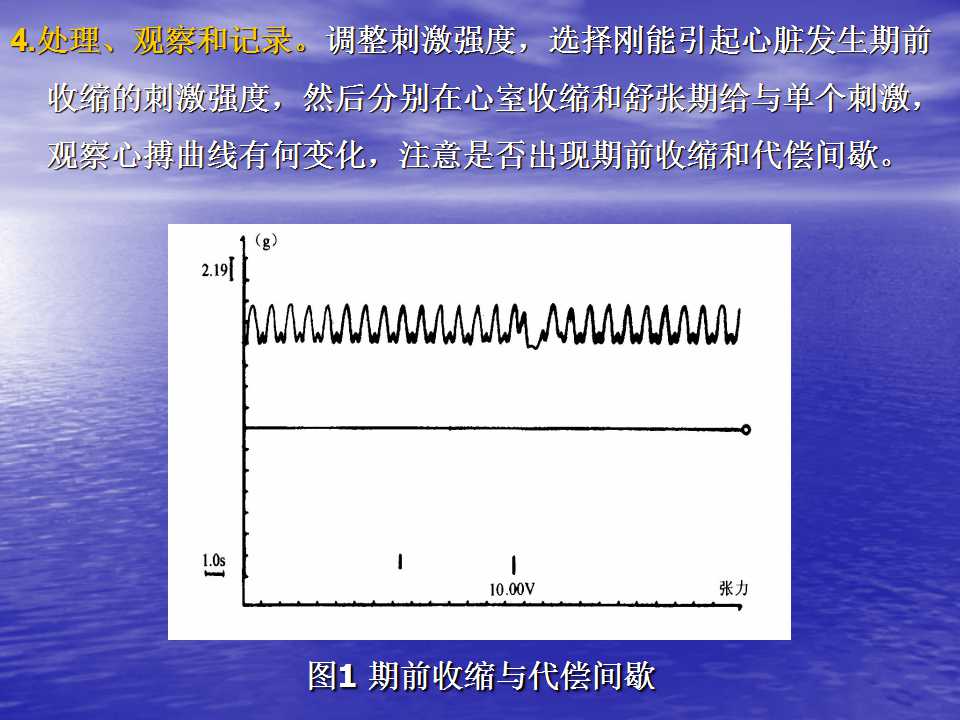 4.处理、观察和记录。调整刺激强度，选择刚能引起心脏发生期前
收缩的刺激强度，然后分别在心室收缩和舒张期给与单个刺激，
观察心搏曲线有何变化，注意是否出现期前收缩和代偿间歇。
（g）
2.19
1.0s
10.00V
张力
图1 期前收缩与代偿间歇